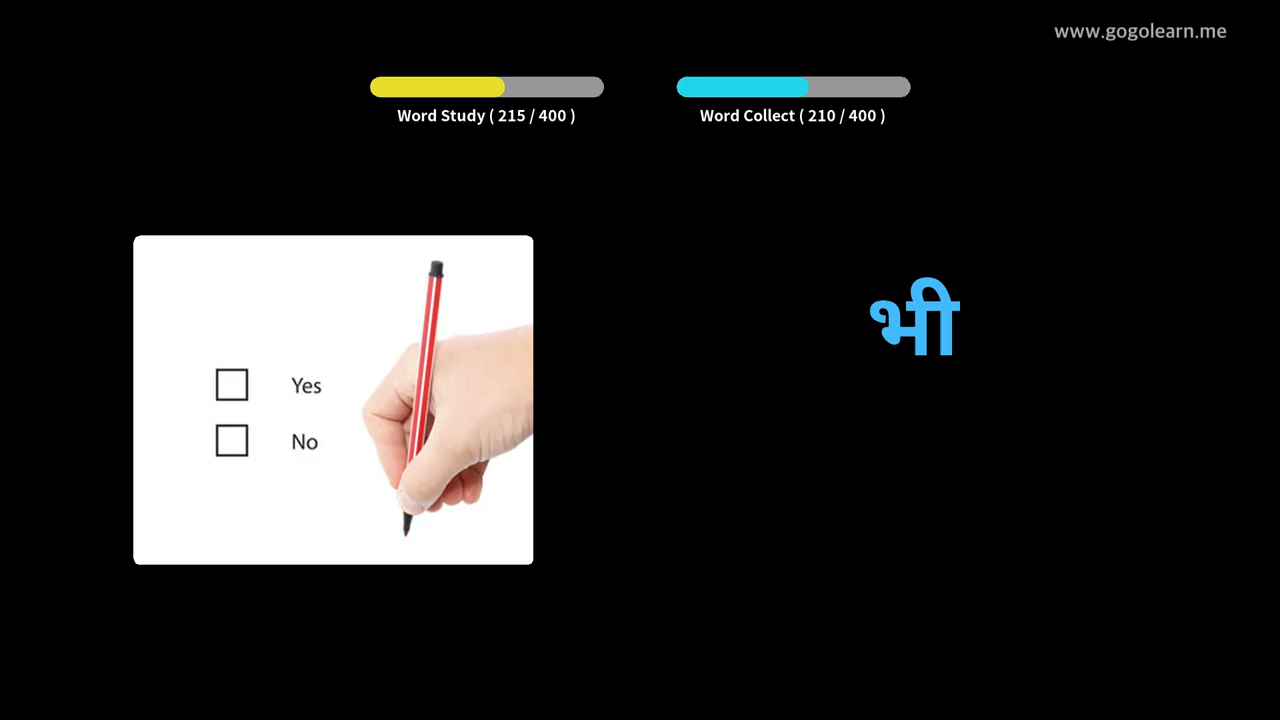 www.gogolearn.me
Word Study ( 215 / 400 )
Word Collect ( 210 / 400 )
भी
Yes
No